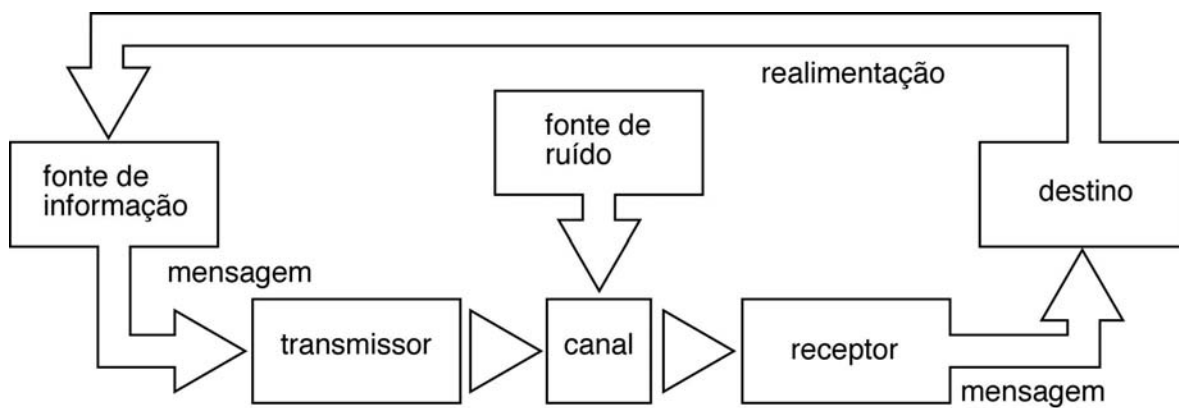 realimentação
fonte de
ruído
fonte de
informação
destino
mensagem
transmissor
canal
receptor
mensagem